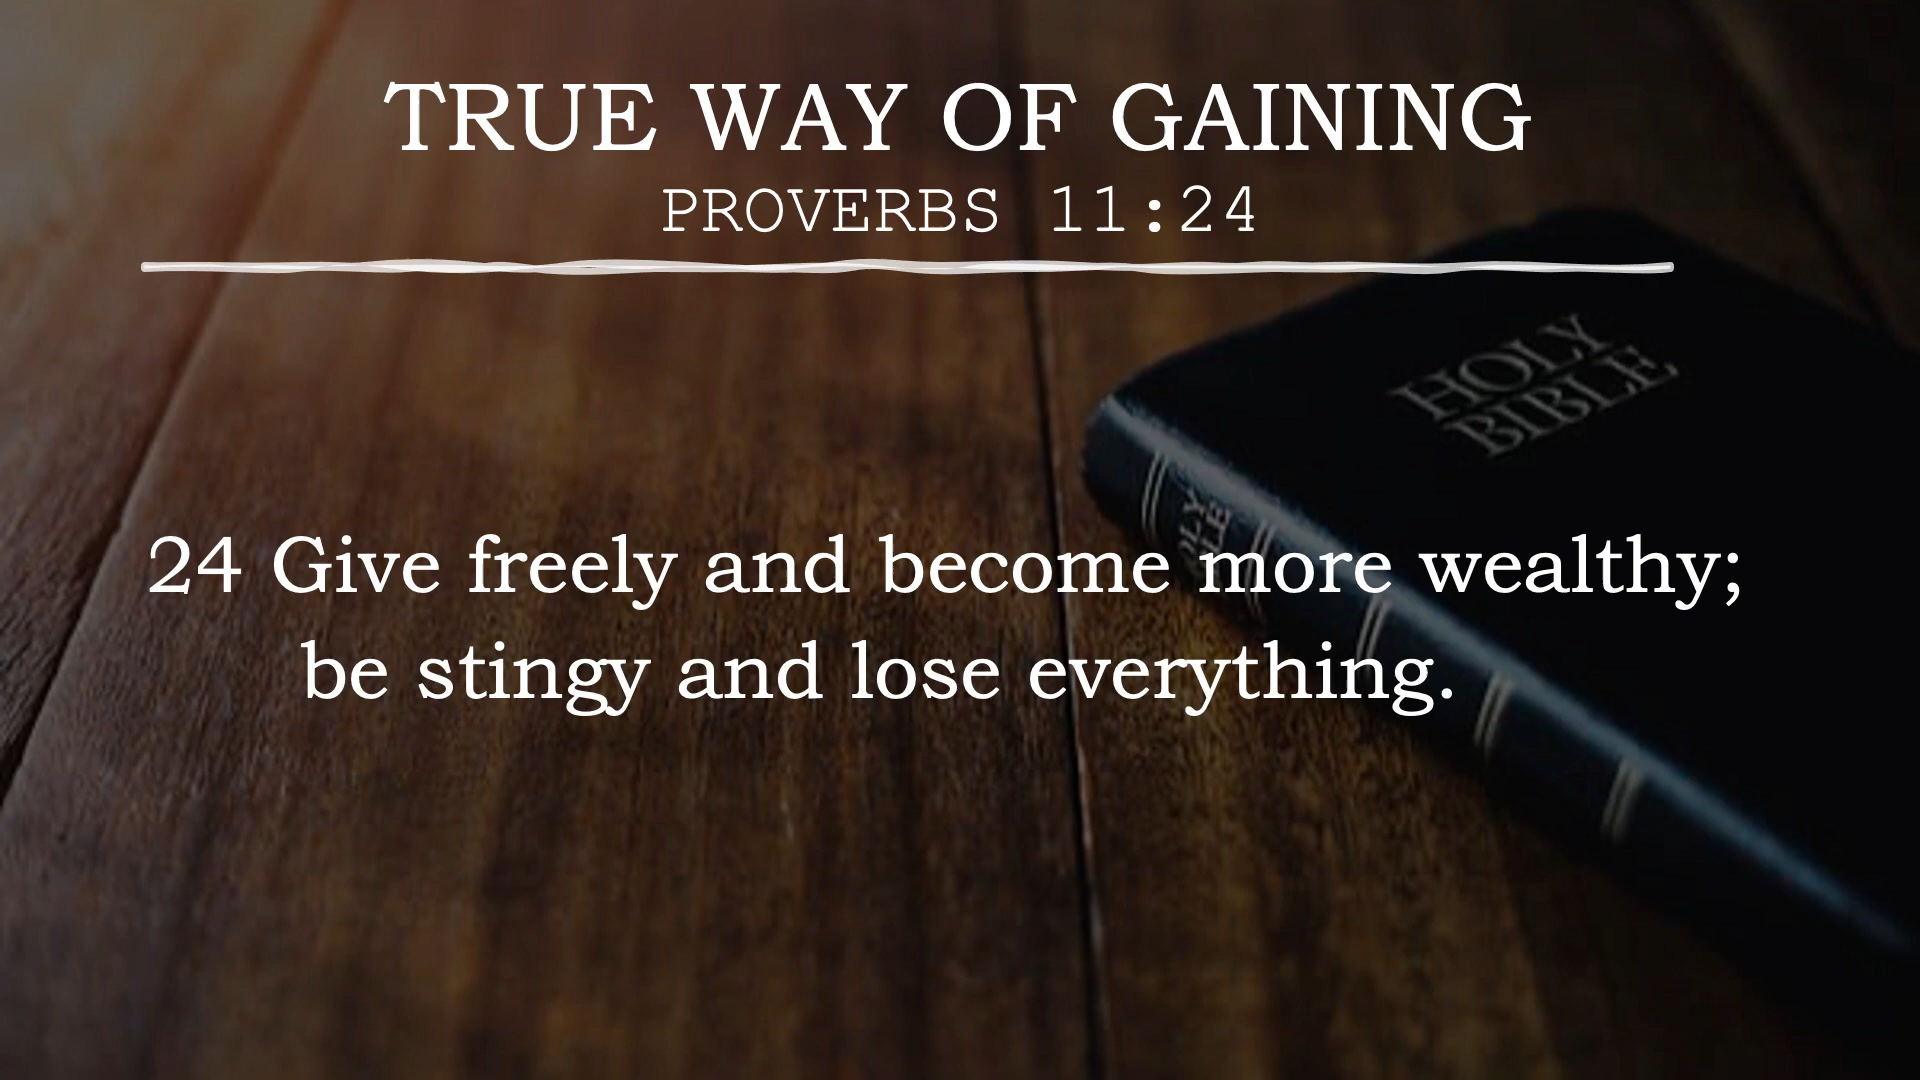 TRUE WAY OF GAINING
PROVERBS 11:24
HOLY
BIBLE
24 Give freely and become more wealthy;
be stingy and lose everything.